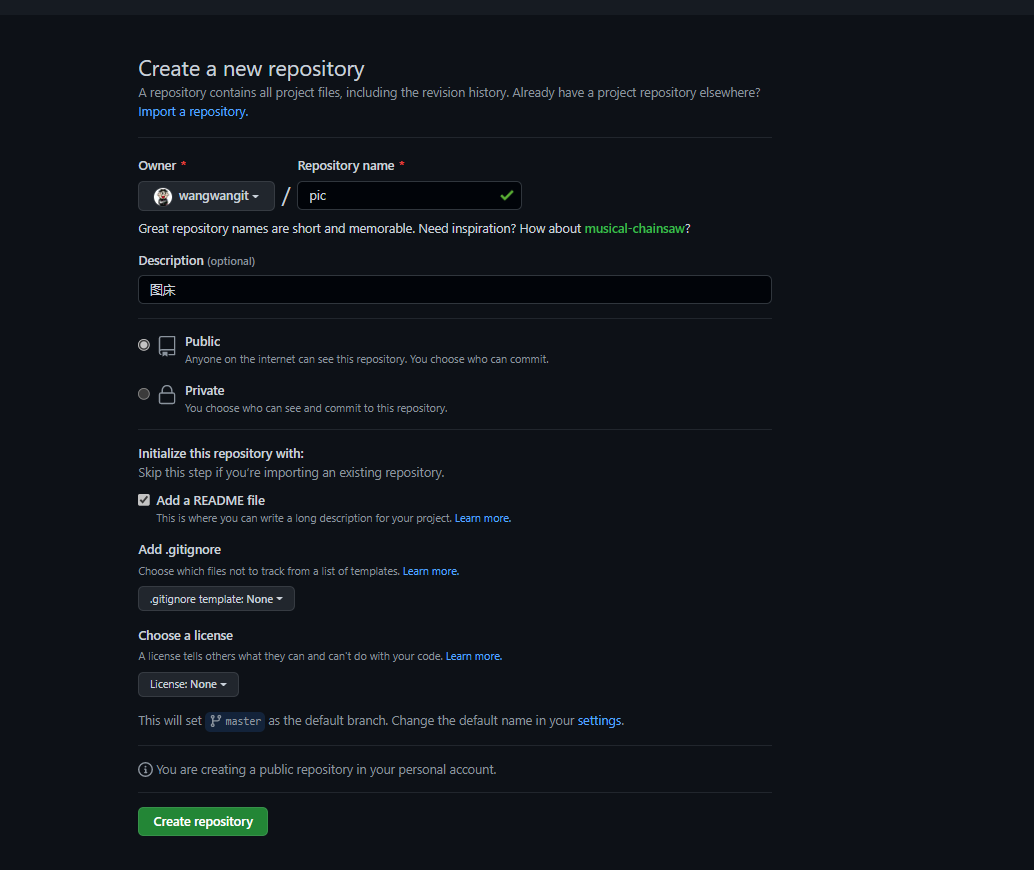 Create a new repository
A repository contains all project files, including the revision history. Already have a project repository elsewhere?
Import a repository.
Owner * Repository name *
wangwangit / pic
Great repository names are short and memorable. Need inspiration? How about musical-chainsaw?
Description (optional)
图床
Public
Anyone on the internet can see this repository. You choose who can commit.
Private
You choose who can see and commit to this repository.
Initialize this repository with:
Skip this step if you're importing an existing repository.
Add a README file
This is where you can write a long description for your project. Learn more.
Add .gitignore
Choose which files not to track from a list of templates. Learn more.
.gitignore template: None
Choose a license
A license tells others what they can and can't do with your code. Learn more.
License: None
This will set master as the default branch. Change the default name in your settings.
You are creating a public repository in your personal account.
Create repository